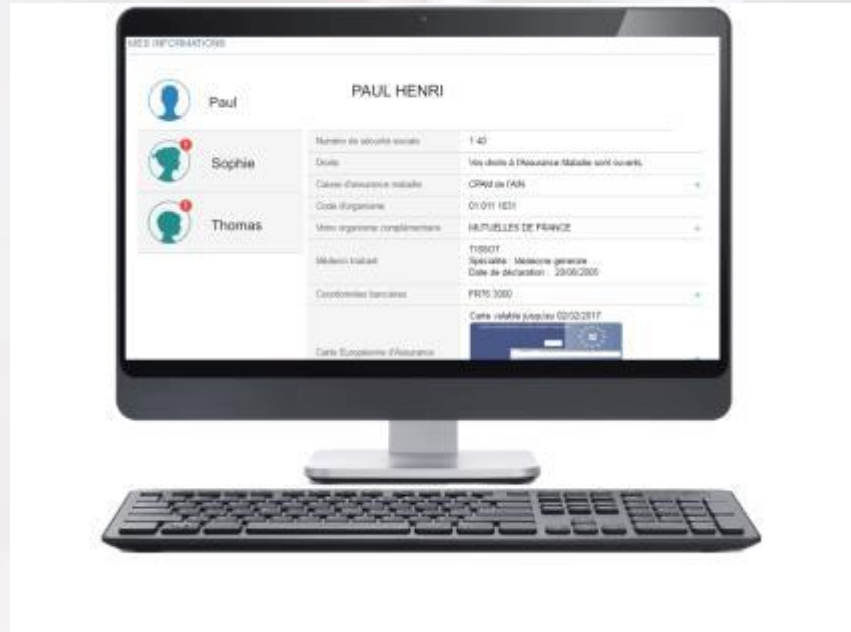 MES INFORMATIONS
Paul
PAUL HENRI
Sophie
Thomas
Numéro de sécurité sociale
1 40
Droits
Vos droits à l'Assurance Maladie sont ouverts.
Caisse d'assurance maladie
CPAM de l'AIN
Code d'organisme
01 011 1031
Votre organisme complémentaire
MUTUELLES DE FRANCE
Médecin traitant
TISSOT
Spécialité : Médecine générale
Date de déclaration : 20/06/2005
Coordonnées bancaires
FR76 3000
Carte valable jusqu'au 02/02/2017
Carte Européenne d'Assurance